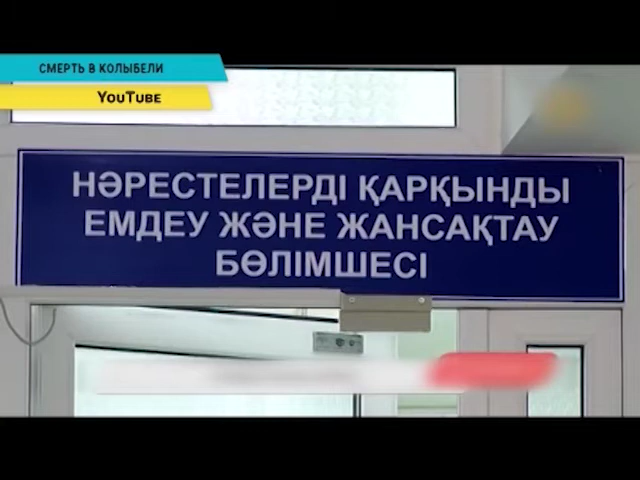 СМЕРТЬ В КОЛЫБЕЛИ
YouTube
НӘРЕСТЕЛЕРДІ ҚАРҚЫНДЫ
ЕМДЕУ ЖӘНЕ ЖАНСАҚТАУ
БӨЛІМШЕСІ